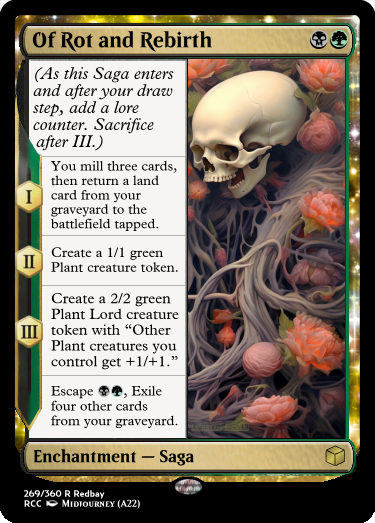 Of Rot and Rebirth
(As this Saga enters
and after your draw
step, add a lore
counter. Sacrifice
after III.)
I
You mill three cards,
then return a land
card from your
graveyard to the
battlefield tapped.
II
Create a 1/1 green
Plant creature token.
III
Create a 2/2 green
Plant Lord creature
token with “Other
Plant creatures you
control get +1/+1.”
Escape , Exile
four other cards
from your graveyard.
Enchantment — Saga
269/360 R Redbay
RCC Midjourney (A22)